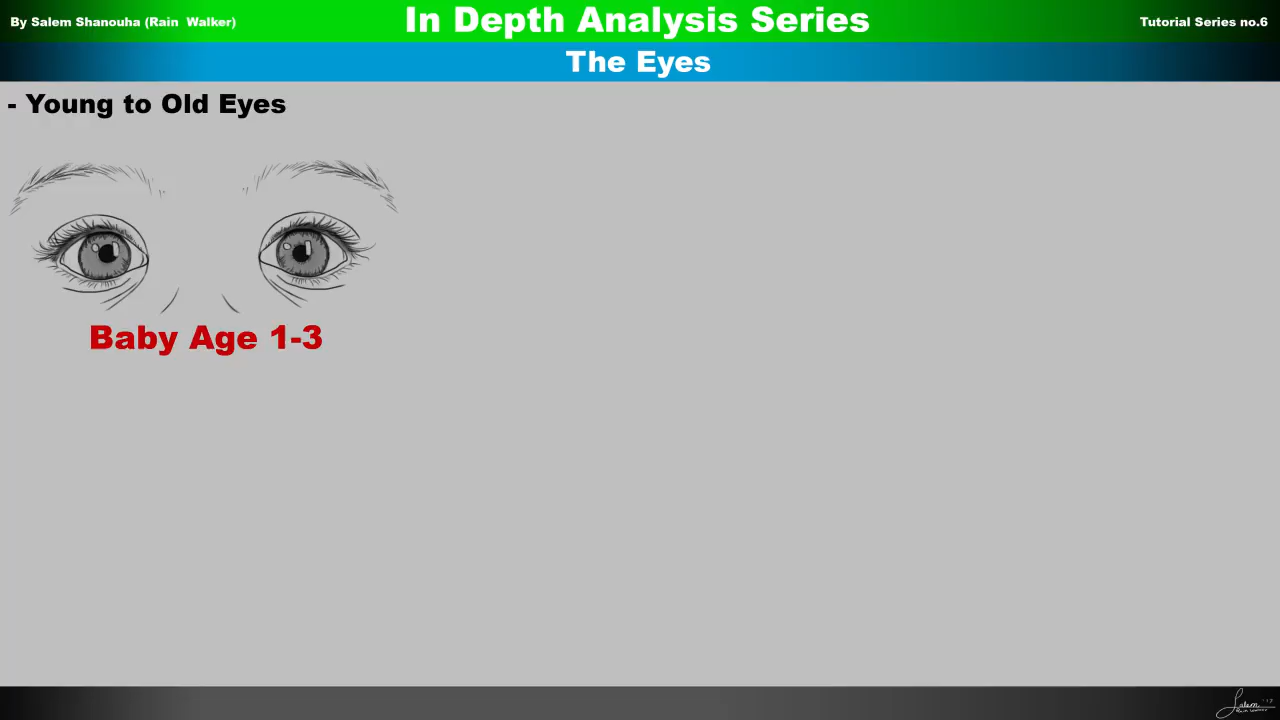 By Salem Shanouha (Rain Walker)
In Depth Analysis Series
Tutorial Series no.6
The Eyes
- Young to Old Eyes
Baby Age 1-3
Salem